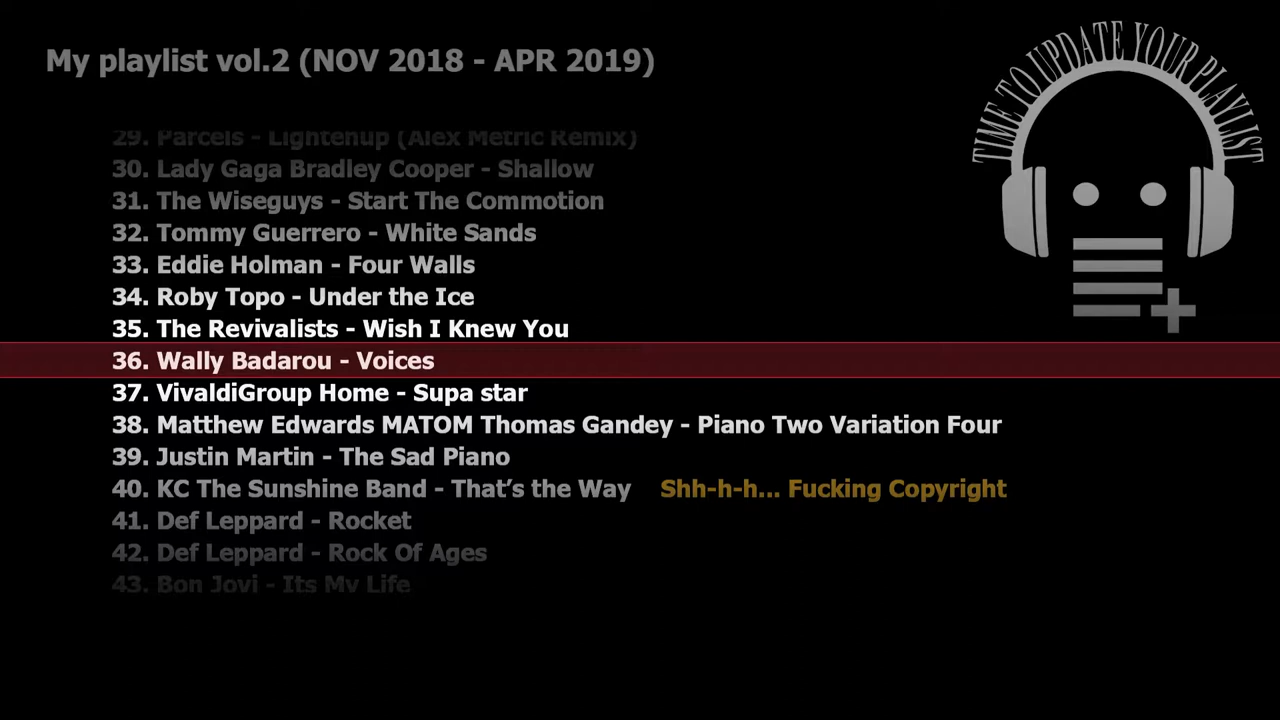 My playlist vol.2 (NOV 2018 - APR 2019)
TIME TO UPDATE YOUR PLAYLIST
29. Parcels - Lightenup (Alex Metric Remix)
30. Lady Gaga Bradley Cooper - Shallow
31. The Wiseguys - Start The Commotion
32. Tommy Guerrero - White Sands
33. Eddie Holman - Four Walls
34. Roby Topo - Under the Ice
35. The Revivalists - Wish I Knew You
36. Wally Badarou - Voices
37. VivaldiGroup Home - Supa star
38. Matthew Edwards MATOM Thomas Gandey - Piano Two Variation Four
39. Justin Martin - The Sad Piano
40. KC The Sunshine Band - That’s the Way Shh-h-h... Fucking Copyright
41. Def Leppard - Rocket
42. Def Leppard - Rock Of Ages
43. Bon Jovi - Its My Life